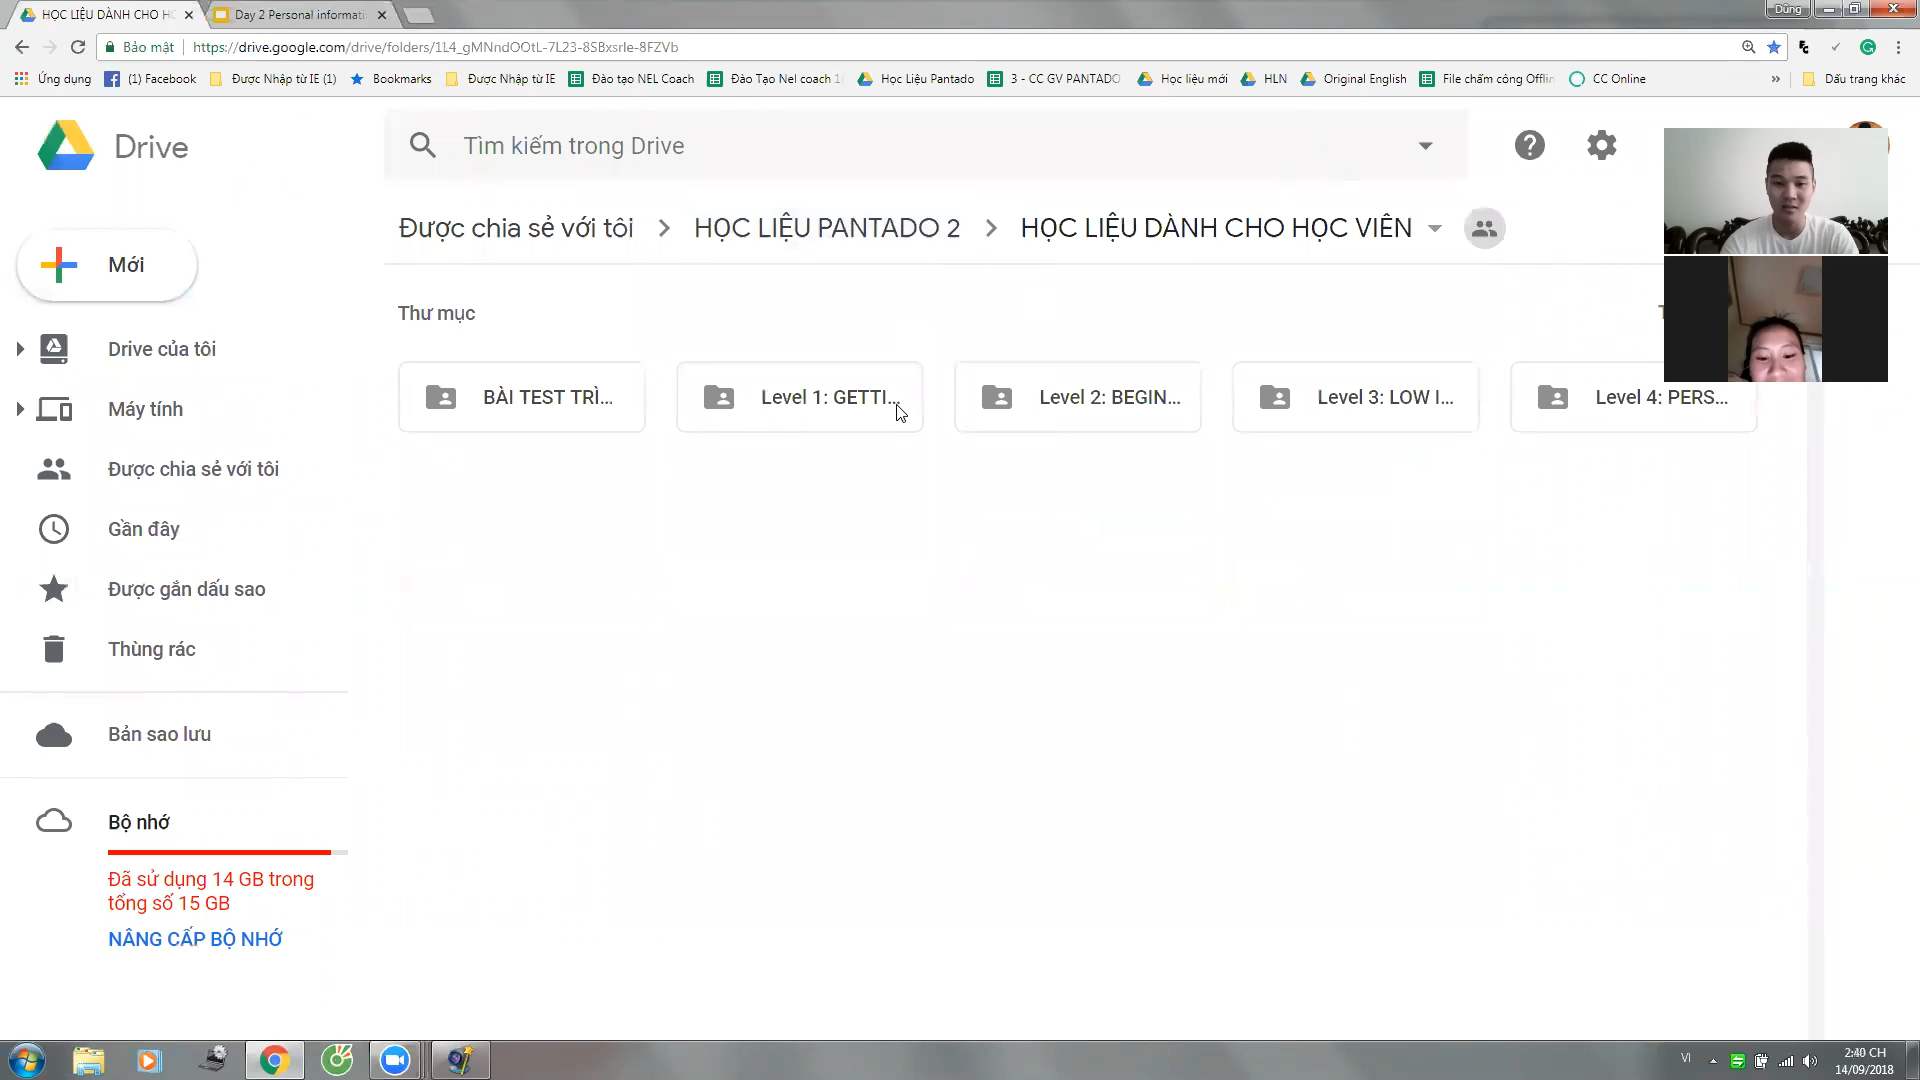 HỌC LIỆU DÀNH CHO H
Day 2 Personal informati
Dũng
Bảo mật
https://drive.google.com/drive/folders/1L4_gMNndOOtL-7L23-8SBxsrle-8FZVb
Ứng dụng
(1) Facebook
Được Nhập từ IE (1)
Bookmarks
Được Nhập từ IE
Đào tạo NEL Coach
Đào Tạo Nel coach 1
Học Liệu Pantado
3 - CC GV PANTADO
Học liệu mới
HLN
Original English
File chấm công Offlin
CC Online
»
Dấu trang khác
Drive
Tìm kiếm trong Drive
Được chia sẻ với tôi > HỌC LIỆU PANTADO 2 > HỌC LIỆU DÀNH CHO HỌC VIÊN
Mới
Thư mục
Drive của tôi
BÀI TEST TRÌ...
Level 1: GETTI...
Level 2: BEGIN...
Level 3: LOW I...
Level 4: PERS...
Máy tính
Được chia sẻ với tôi
Gần đây
Được gắn dấu sao
Thùng rác
Bản sao lưu
Bộ nhớ
Đã sử dụng 14 GB trong
tổng số 15 GB
NÂNG CẤP BỘ NHỚ
VI
2:40 CH
14/09/2018